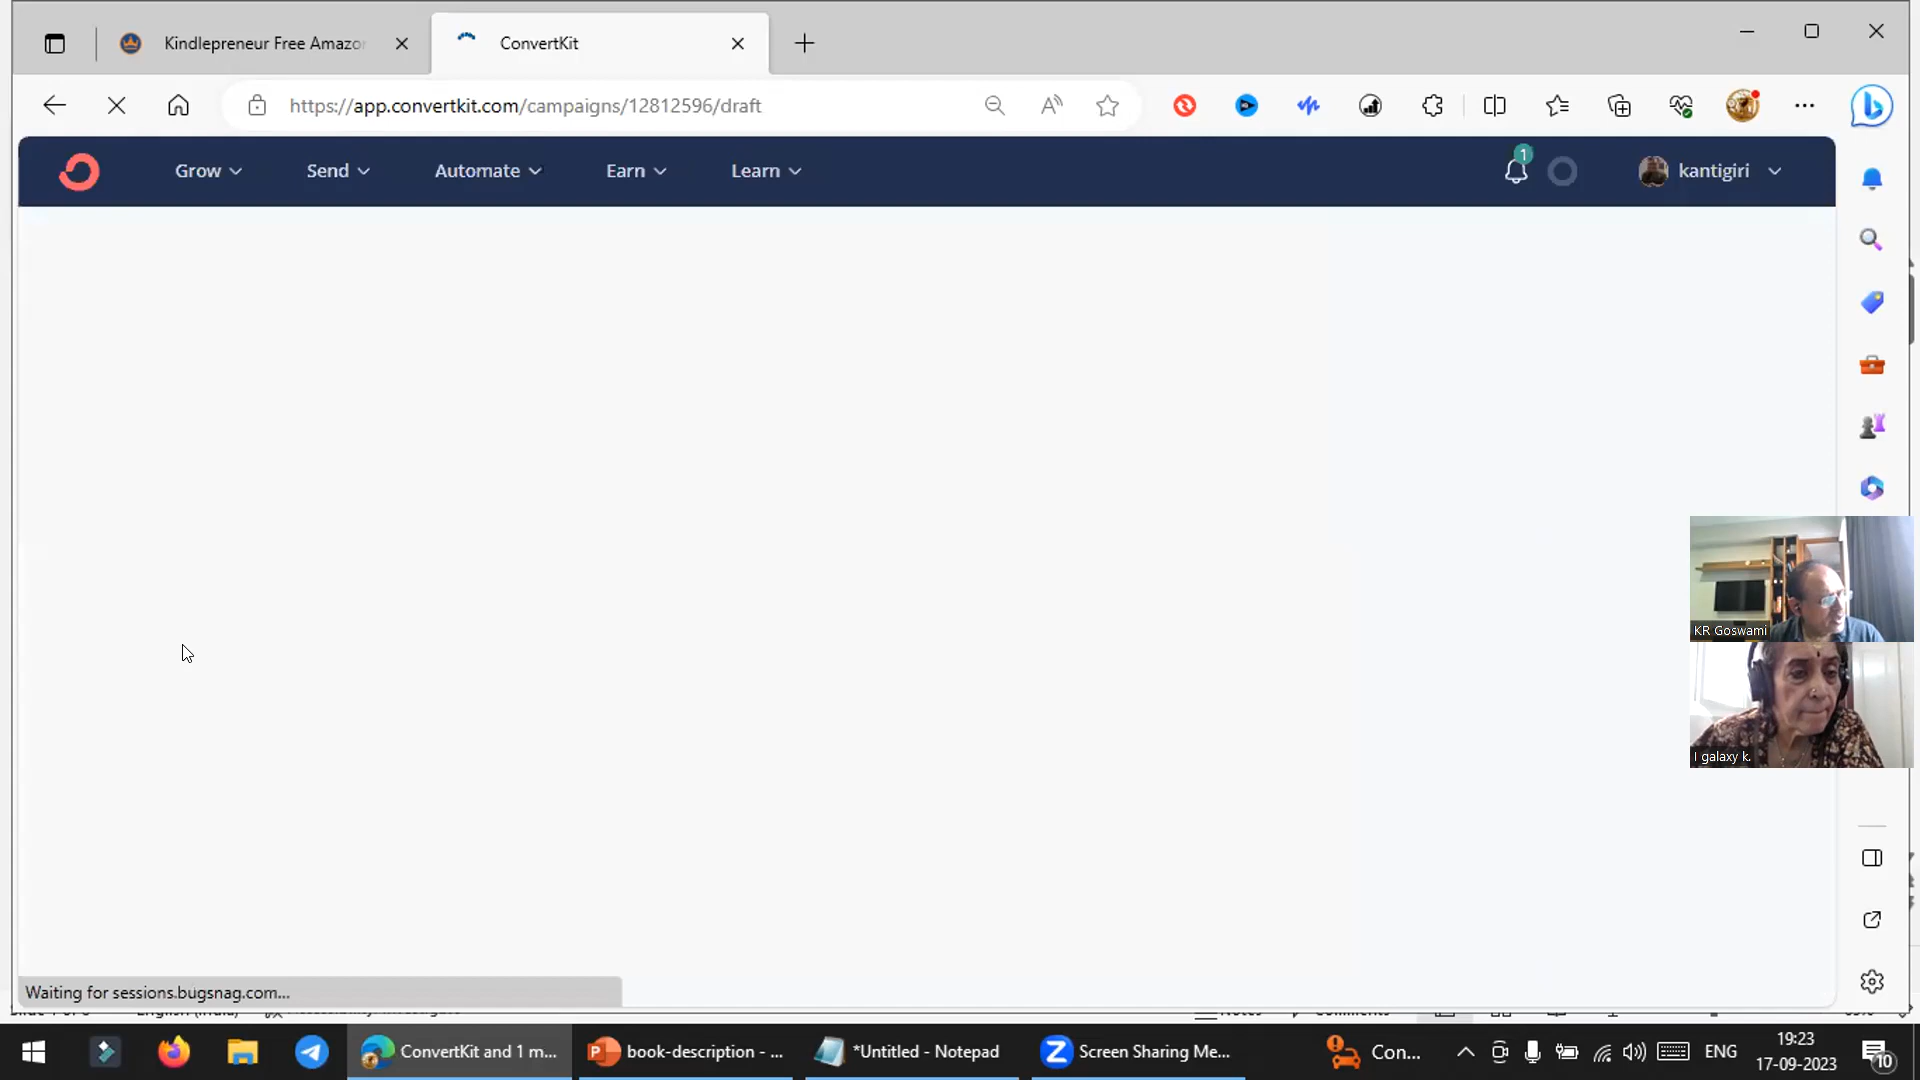 Kindlepreneur Free Amazo
ConvertKit
https://app.convertkit.com/campaigns/12812596/draft
Grow
Send
Automate
Earn
Learn
1
kantigiri
KR Goswami
I galaxy k.
Waiting for sessions.bugsnag.com...
ConvertKit and 1 m...
book-description - ...
*Untitled - Notepad
Screen Sharing Me...
Con...
ENG
19:23
17-09-2023
10